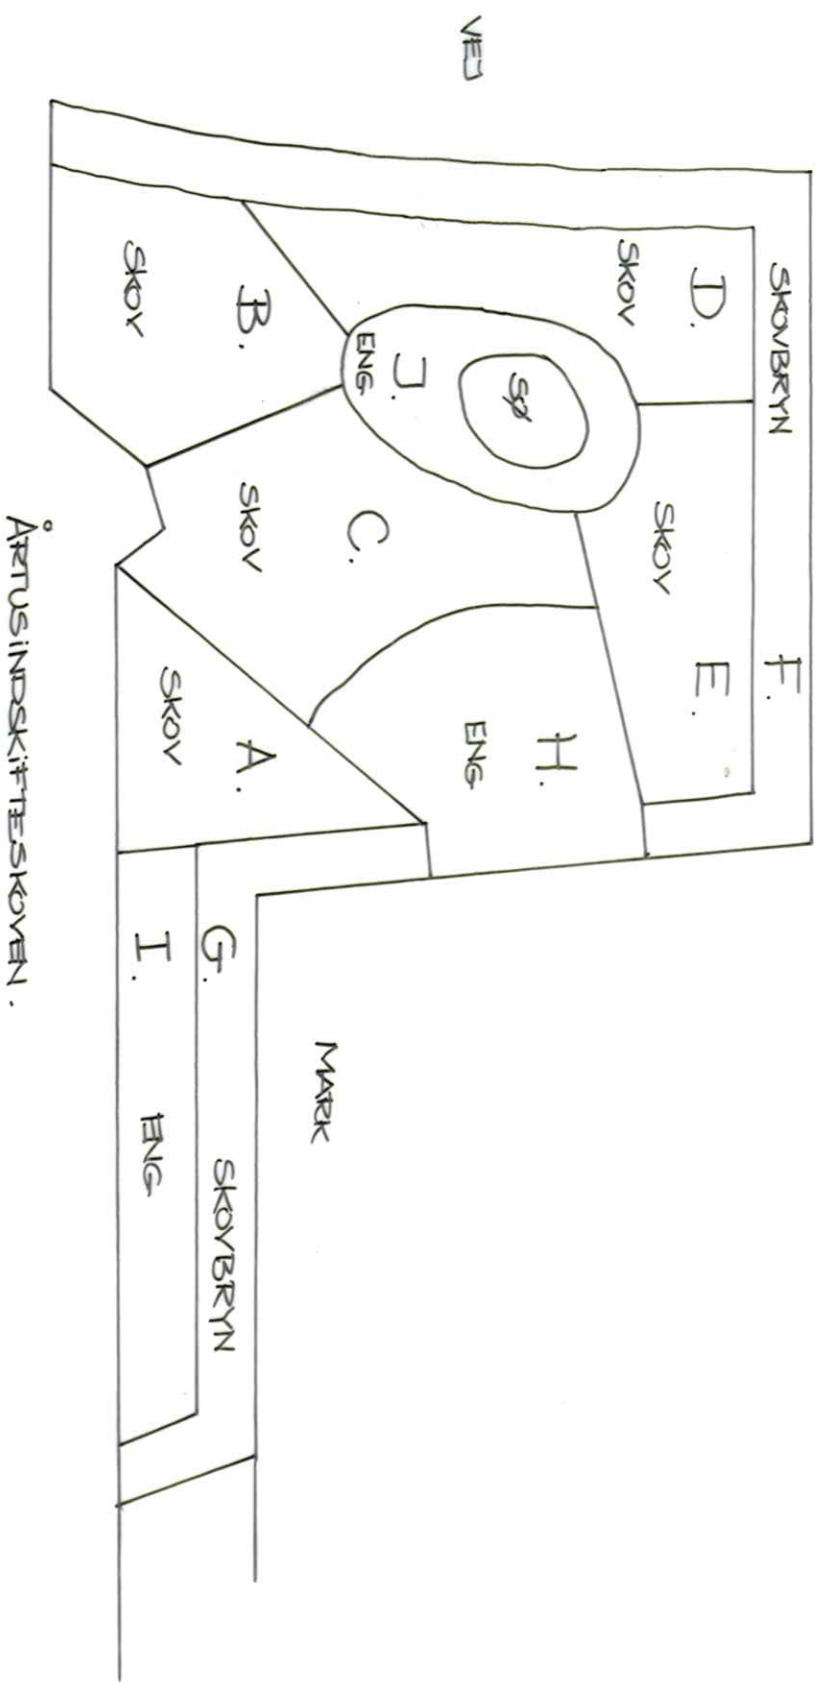 SKOVBRYN
F.
D.
SKOV
E.
SKOV
VEJ
SØ
J.
ENG
H.
ENG
C.
SKOV
MARK
B.
SKOV
A.
SKOV
G.
SKOVBRYN
I.
ENG
ÅRTUSiNDSKiFTESKOVEN.